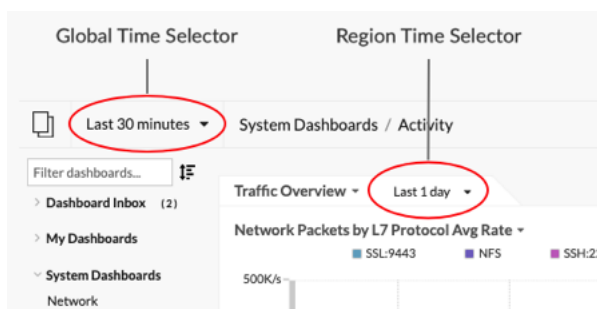 Global Time Selector
Region Time Selector
Last 30 minutes
System Dashboards / Activity
Filter dashboards...
Dashboard Inbox (2)
My Dashboards
System Dashboards
Network
Traffic Overview
Last 1 day
Network Packets by L7 Protocol Avg Rate
SSL:9443 NFS
500K/s